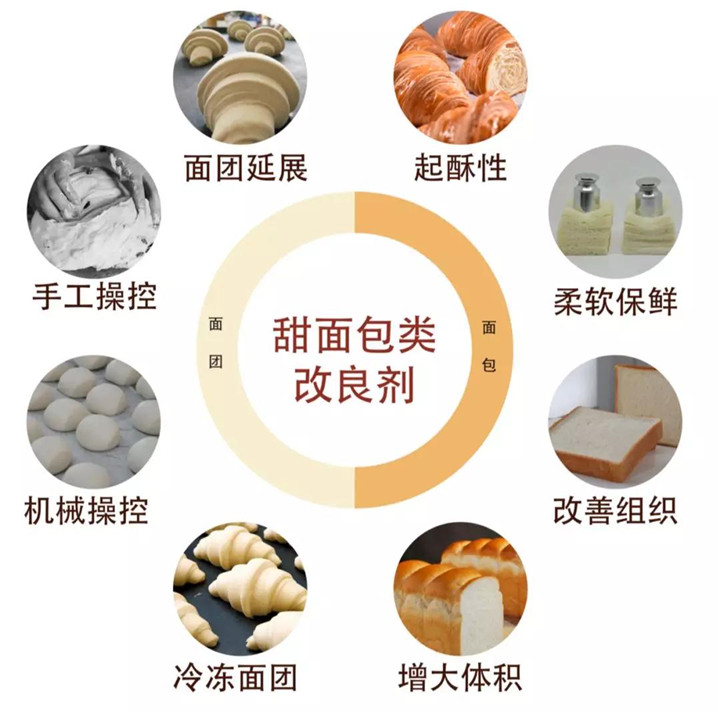 面团延展
起酥性
手工操控
柔软保鲜
面团
甜面包类
改良剂
面包
机械操控
改善组织
冷冻面团
增大体积